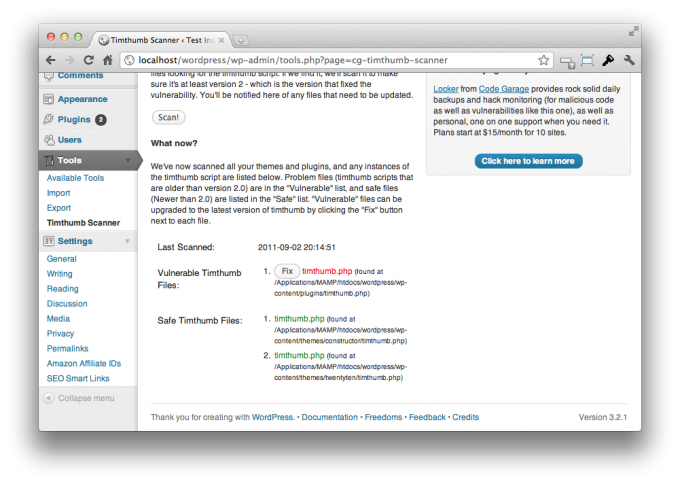 Timthumb Scanner ‹ Test Ins
localhost/wordpress/wp-admin/tools.php?page=cg-timthumb-scanner
Comments
Appearance
Plugins 2
Users
Tools
Available Tools
Import
Export
Timthumb Scanner
Settings
General
Writing
Reading
Discussion
Media
Privacy
Permalinks
Amazon Affiliate IDs
SEO Smart Links
Collapse menu
files looking for the timthumb script. If we find it, we'll scan it to make
sure it's at least version 2 - which is the version that fixed the
vulnerability. You'll be notified here of any files that need to be updated.
Scan!
What now?
We've now scanned all your themes and plugins, and any instances of
the timthumb script are listed below. Problem files (timthumb scripts
that are older than version 2.0) are in the "Vulnerable" list, and safe files
(Newer than 2.0) are listed in the "Safe" list. "Vulnerable" files can be
upgraded to the latest version of timthumb by clicking the "Fix" button
next to each file.
Last Scanned: 2011-09-02 20:14:51
Vulnerable Timthumb Files:
1. Fix timthumb.php (found at
/Applications/MAMP/htdocs/wordpress/wp-
content/plugins/timthumb.php)
Safe Timthumb Files:
1. timthumb.php (found at
/Applications/MAMP/htdocs/wordpress/wp-
content/themes/constructor/timthumb.php)
2. timthumb.php (found at
/Applications/MAMP/htdocs/wordpress/wp-
content/themes/twentyten/timthumb.php)
Locker from Code Garage provides rock solid daily
backups and hack monitoring (for malicious code
as well as vulnerabilities like this one), as well as
personal, one on one support when you need it.
Plans start at $15/month for 10 sites.
Click here to learn more
Thank you for creating with WordPress. • Documentation • Freedoms • Feedback • Credits
Version 3.2.1